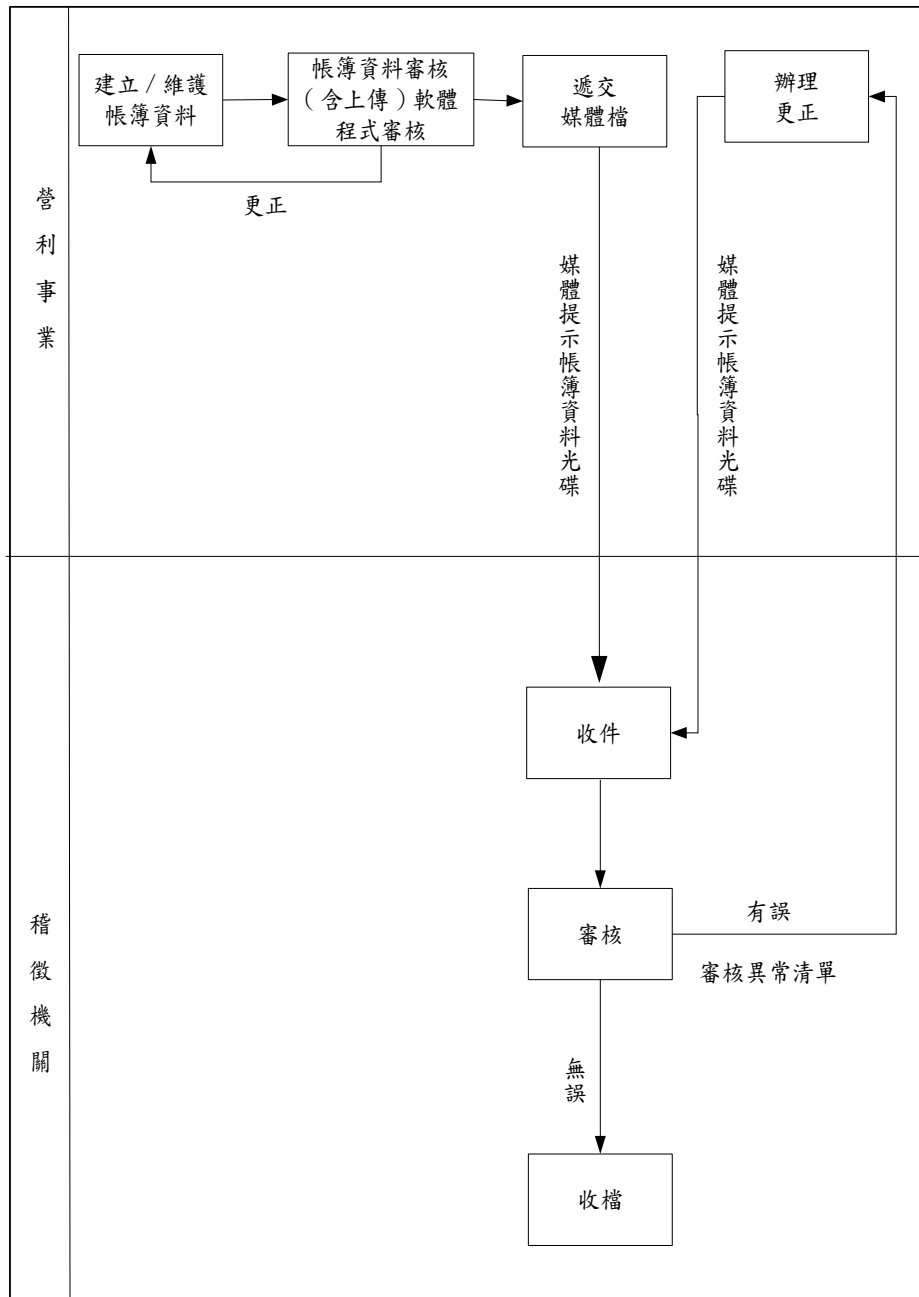 營利事業
建立/維護
帳簿資料
帳簿資料審核
(含上傳)軟體
程式審核
遞交
媒體檔
辦理
更正
更正
媒體提示帳簿資料光碟
媒體提示帳簿資料光碟
稽徵機關
收件
審核
有誤
審核異常清單
無誤
收檔